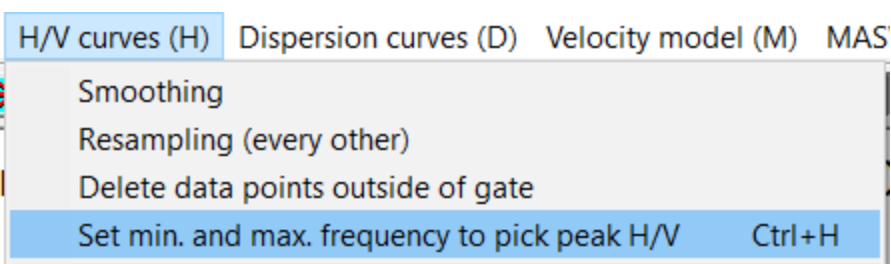 H/V curves (H) Dispersion curves (D) Velocity model (M)
Smoothing
Resampling (every other)
Delete data points outside of gate
Set min. and max. frequency to pick peak H/V Ctrl+H